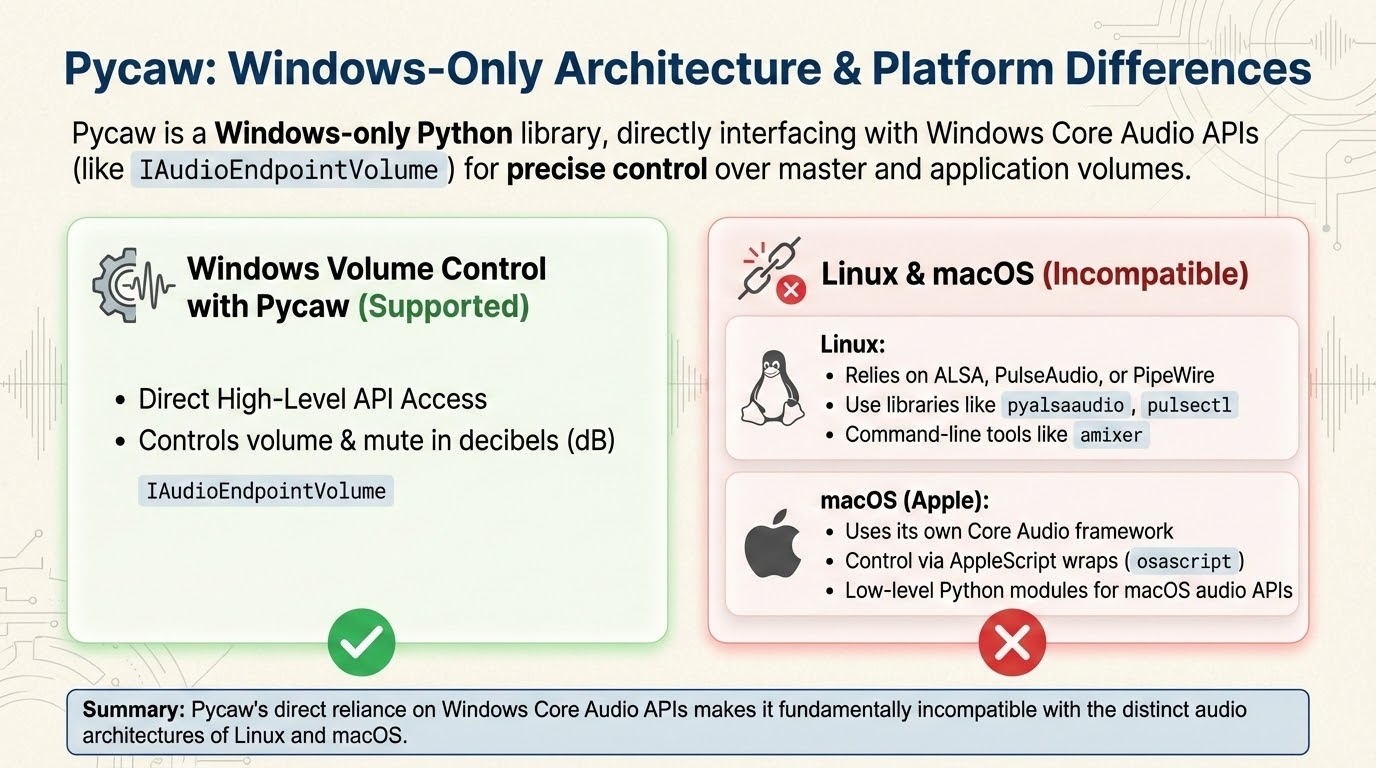 Pycaw: Windows-Only Architecture & Platform Differences
Pycaw is a Windows-only Python library, directly interfacing with Windows Core Audio APIs
(like IAudioEndpointVolume) for precise control over master and application volumes.
Windows Volume Control
with Pycaw (Supported)
• Direct High-Level API Access
• Controls volume & mute in decibels (dB)
IAudioEndpointVolume
Linux & macOS (Incompatible)
Linux:
• Relies on ALSA, PulseAudio, or PipeWire
• Use libraries like pyalsaaudio, pulsectl
• Command-line tools like amixer
macOS (Apple):
• Uses its own Core Audio framework
• Control via AppleScript wraps (osascript)
• Low-level Python modules for macOS audio APIs
Summary: Pycaw's direct reliance on Windows Core Audio APIs makes it fundamentally incompatible with the distinct audio
architectures of Linux and macOS.